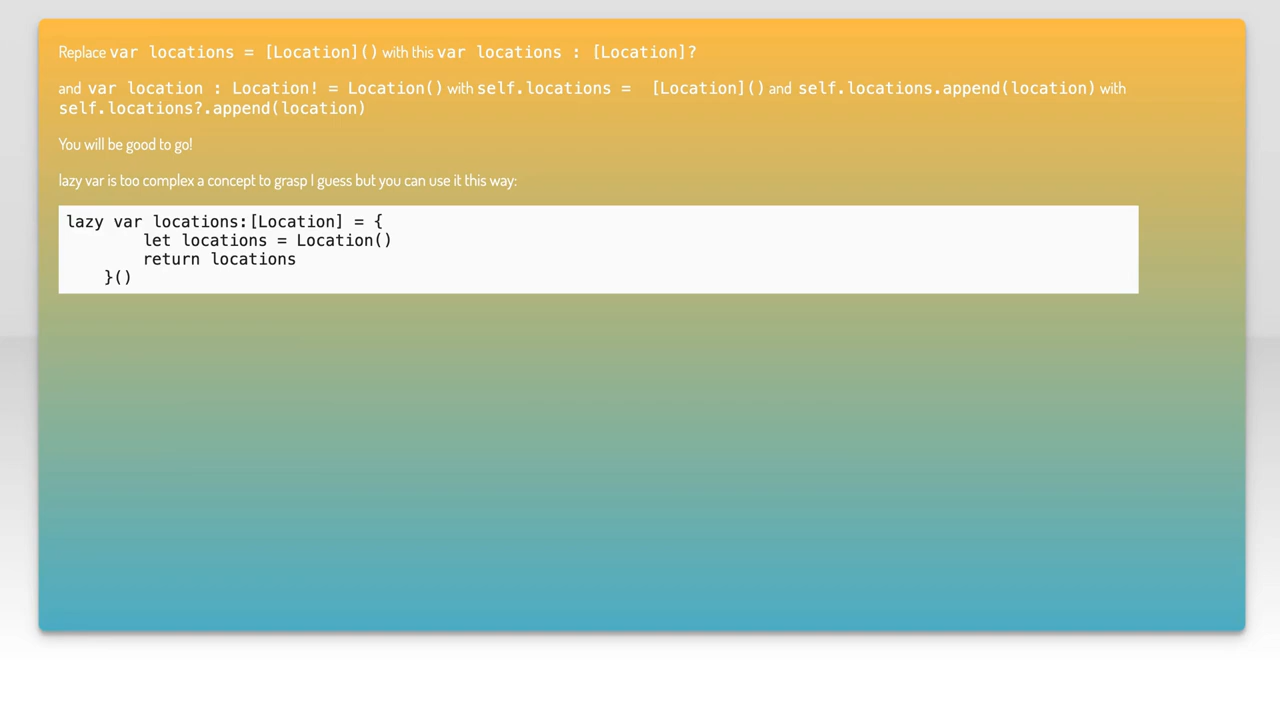 Replace var locations = [Location]() with this var locations : [Location]?
and var location : Location! = Location() with self.locations =  [Location]() and self.locations.append(location) with
self.locations?.append(location)
You will be good to go!
lazy var is too complex a concept to grasp I guess but you can use it this way:
lazy var locations:[Location] = {
        let locations = Location()
        return locations
    }()